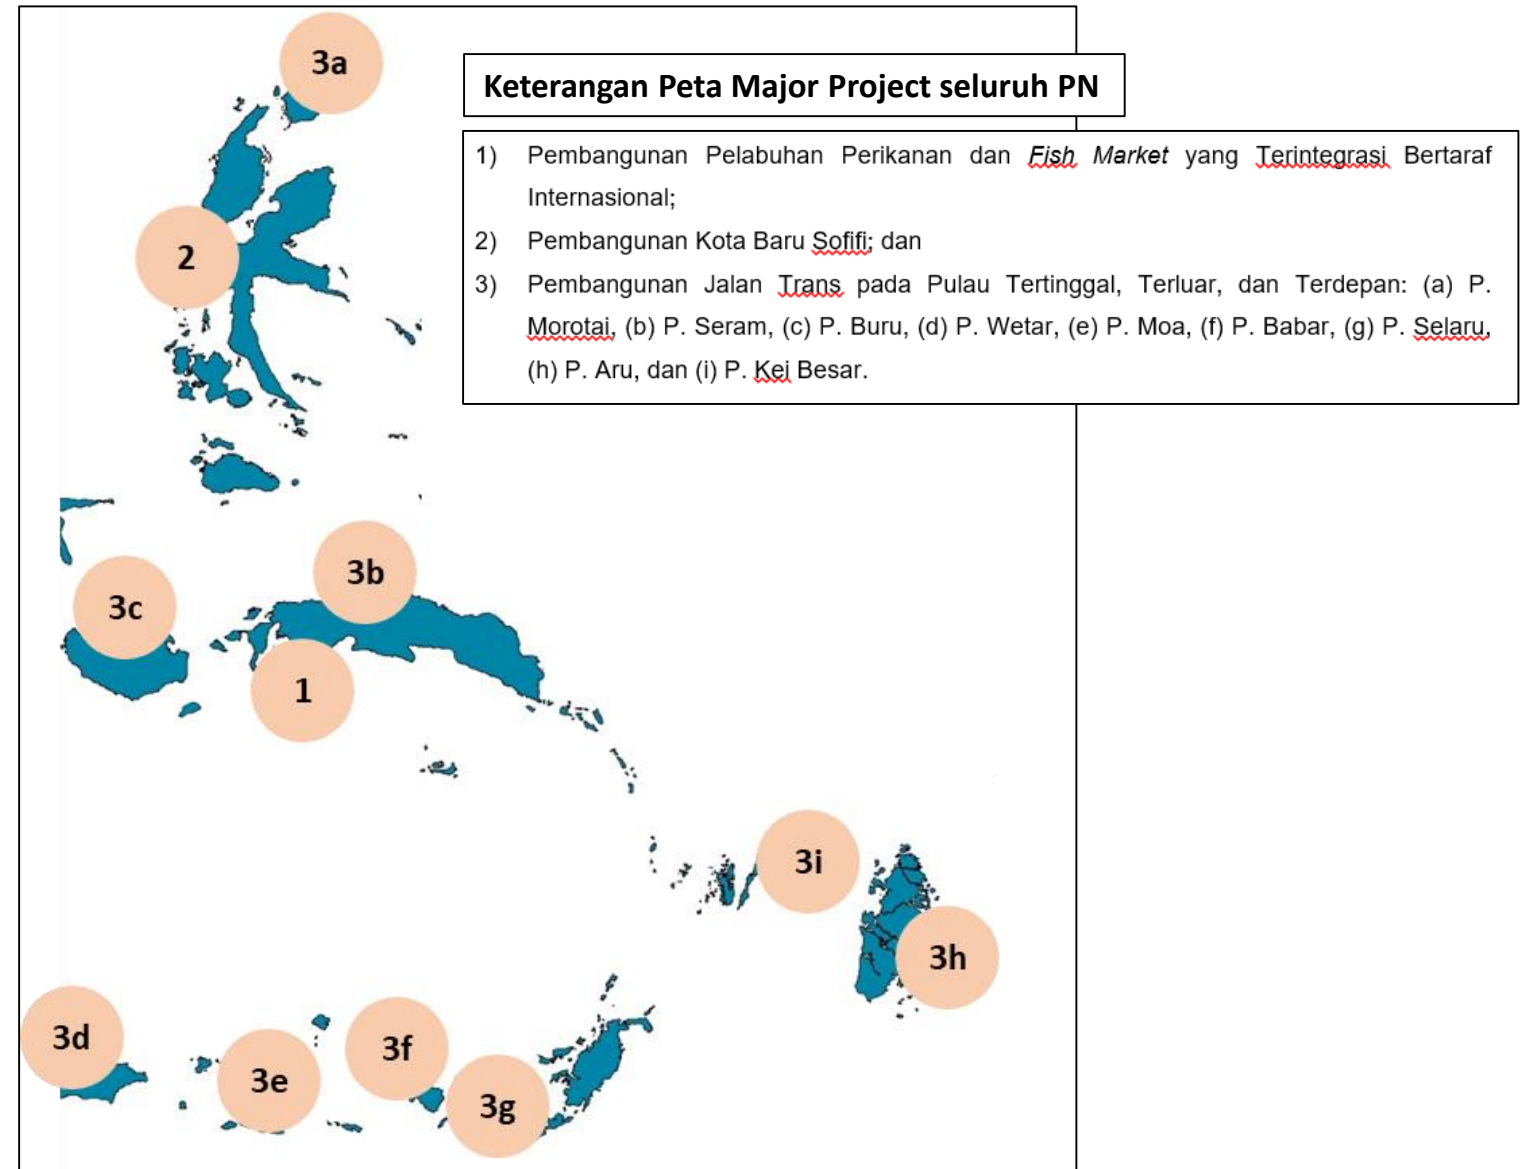 3a
Keterangan Peta Major Project seluruh PN
1) Pembangunan Pelabuhan Perikanan dan Fish Market yang Terintegrasi Bertaraf
Internasional;
2) Pembangunan Kota Baru Sofifi; dan
3) Pembangunan Jalan Trans pada Pulau Tertinggal, Terluar, dan Terdepan: (a) P.
Morotai, (b) P. Seram, (c) P. Buru, (d) P. Wetar, (e) P. Moa, (f) P. Babar, (g) P. Selaru,
(h) P. Aru, dan (i) P. Kei Besar.
2
3b
3c
1
3i
3h
3d
3f
3e
3g